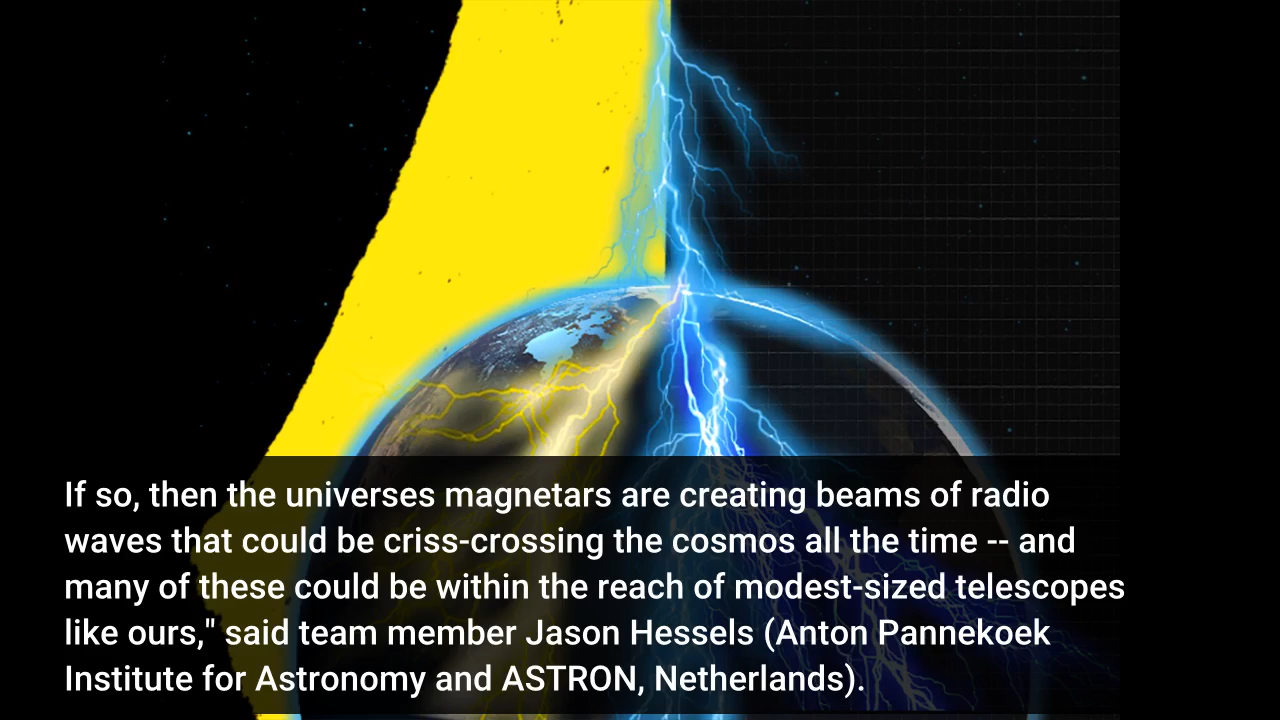 If so, then the universes magnetars are creating beams of radio
waves that could be criss-crossing the cosmos all the time -- and
many of these could be within the reach of modest-sized telescopes
like ours," said team member Jason Hessels (Anton Pannekoek
Institute for Astronomy and ASTRON, Netherlands).